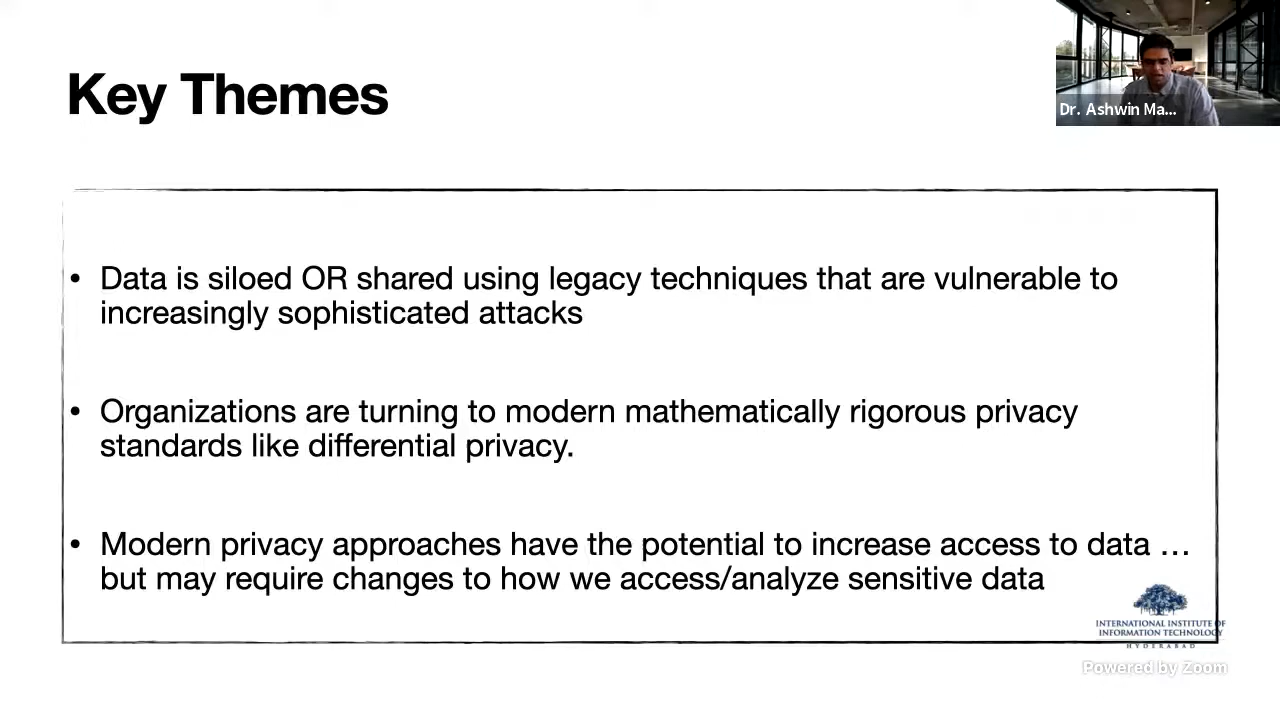 Key Themes
Dr. Ashwin Ma...
• Data is siloed OR shared using legacy techniques that are vulnerable to
increasingly sophisticated attacks
• Organizations are turning to modern mathematically rigorous privacy
standards like differential privacy.
• Modern privacy approaches have the potential to increase access to data …
but may require changes to how we access/analyze sensitive data
INTERNATIONAL INSTITUTE OF
INFORMATION TECHNOLOGY
HYDERABAD
Powered by Zoom